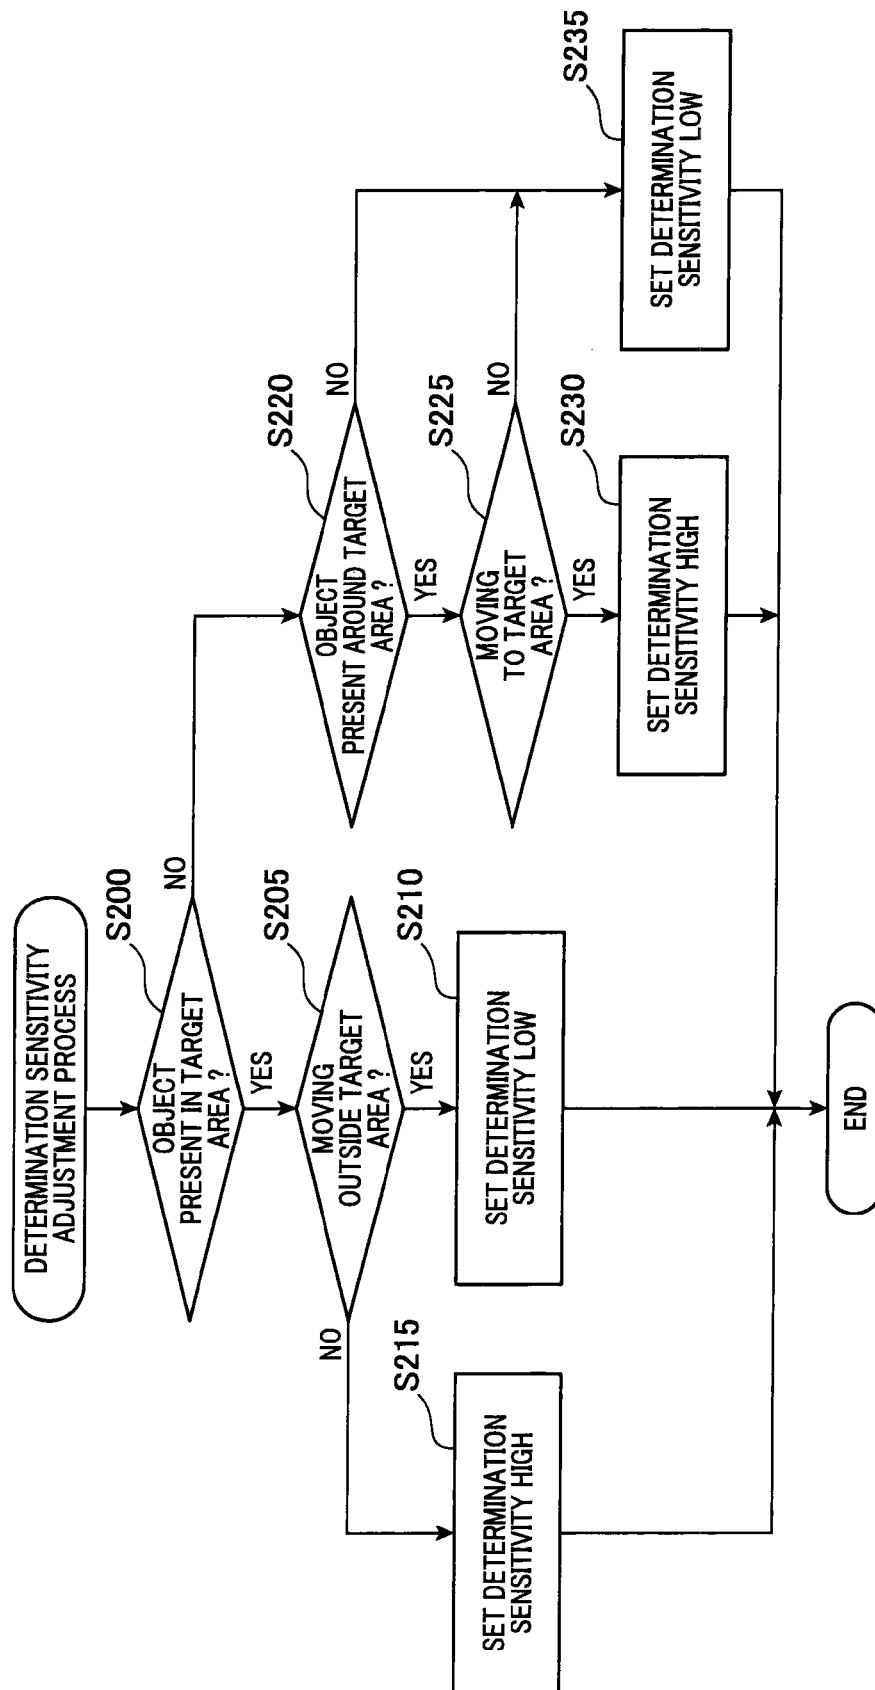 DETERMINATION SENSITIVITY
ADJUSTMENT PROCESS
S200
OBJECT
PRESENT IN TARGET
AREA?
NO
YES
S205
MOVING
OUTSIDE TARGET
AREA?
NO
YES
S210
SET DETERMINATION
SENSITIVITY LOW
S215
SET DETERMINATION
SENSITIVITY HIGH
S220
OBJECT
PRESENT AROUND TARGET
AREA?
NO
YES
S225
MOVING
TO TARGET
AREA?
NO
YES
S230
SET DETERMINATION
SENSITIVITY HIGH
S235
SET DETERMINATION
SENSITIVITY LOW
END